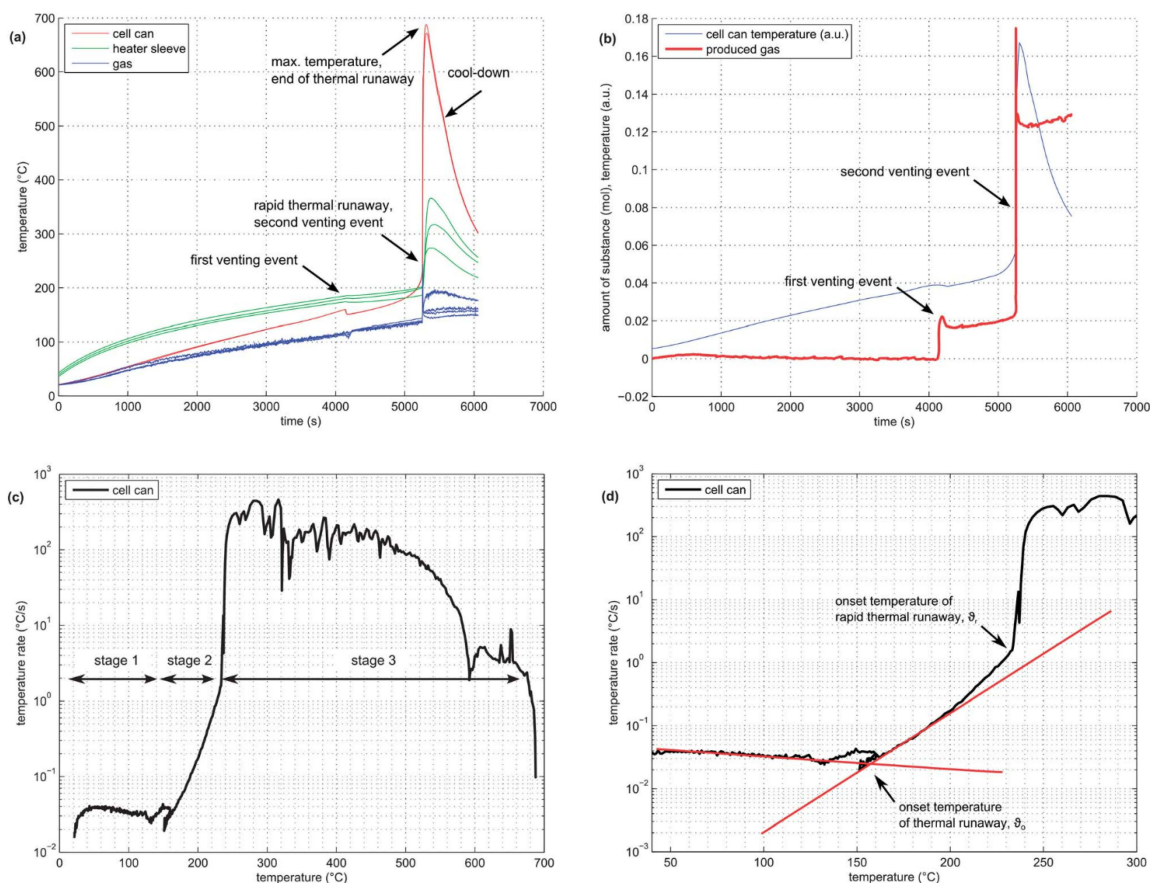 (a)
cell can
heater sleeve
gas
max. temperature,
end of thermal runaway
cool-down
rapid thermal runaway,
second venting event
first venting event
temperature (°C)
700
600
500
400
300
200
100
0
0 1000 2000 3000 4000 5000 6000 7000
time (s)
(b)
cell can temperature (a.u.)
produced gas
second venting event
first venting event
amount of substance (mol), temperature (a.u.)
0.18
0.16
0.14
0.12
0.10
0.08
0.06
0.04
0.02
0
−0.02
0 1000 2000 3000 4000 5000 6000 7000
time (s)
(c)
cell can
stage 1 stage 2 stage 3
temperature rate (°C/s)
10³
10²
10¹
10⁰
10⁻¹
10⁻²
0 100 200 300 400 500 600 700
temperature (°C)
(d)
cell can
onset temperature of
rapid thermal runaway, ϑr
onset temperature
of thermal runaway, ϑo
temperature rate (°C/s)
10³
10²
10¹
10⁰
10⁻¹
10⁻²
10⁻³
50 100 150 200 250 300
temperature (°C)